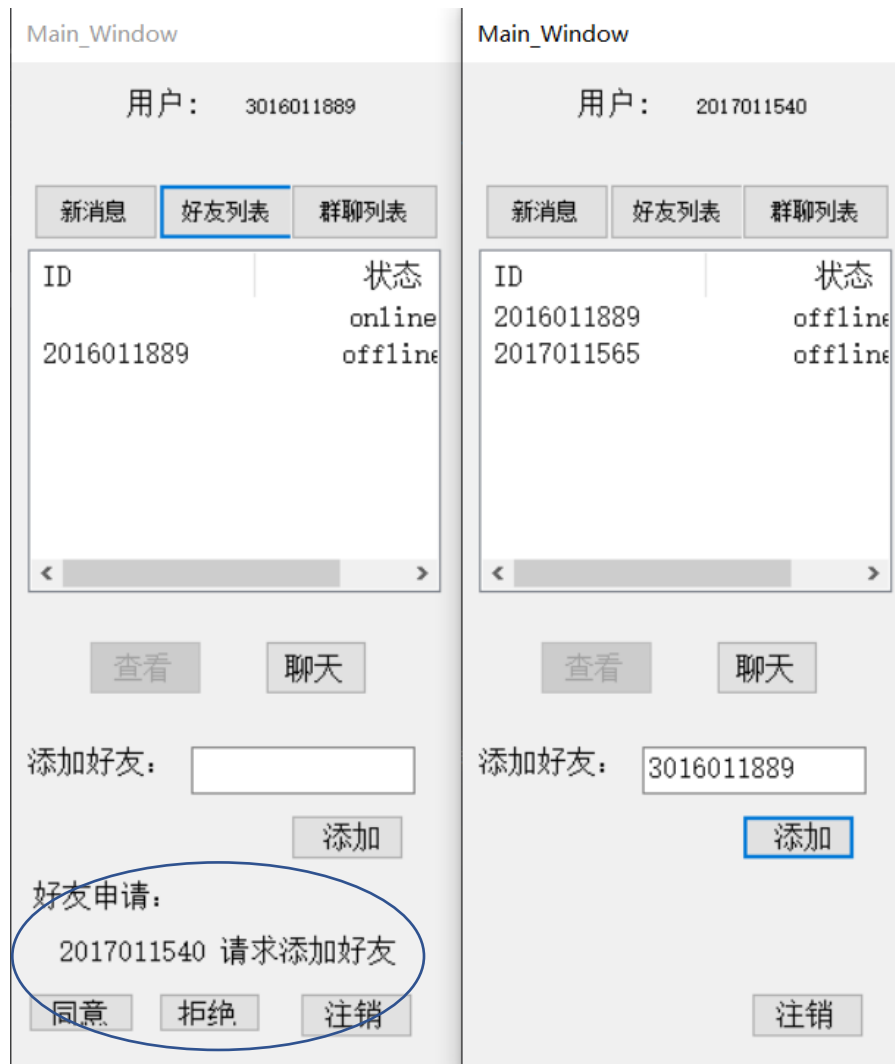 Main_Window
用户： 3016011889
新消息 好友列表 群聊列表
ID 状态
online
2016011889 offline
查看 聊天
添加好友：
添加
好友申请：
2017011540 请求添加好友
同意 拒绝 注销
Main_Window
用户： 2017011540
新消息 好友列表 群聊列表
ID 状态
2016011889 offline
2017011565 offline
查看 聊天
添加好友： 3016011889
添加
注销